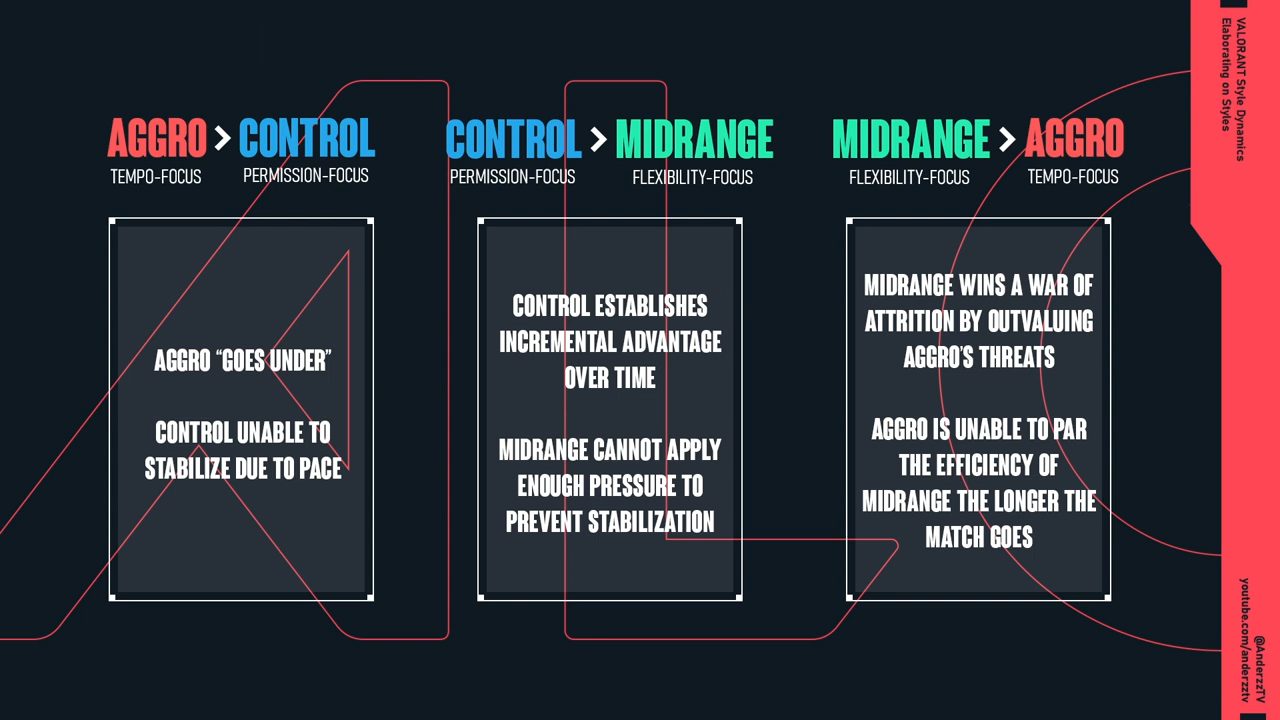 AGGRO > CONTROL
TEMPO-FOCUS
PERMISSION-FOCUS
AGGRO “GOES UNDER”
CONTROL UNABLE TO
STABILIZE DUE TO PACE
CONTROL > MIDRANGE
PERMISSION-FOCUS
FLEXIBILITY-FOCUS
CONTROL ESTABLISHES
INCREMENTAL ADVANTAGE
OVER TIME
MIDRANGE CANNOT APPLY
ENOUGH PRESSURE TO
PREVENT STABILIZATION
MIDRANGE > AGGRO
FLEXIBILITY-FOCUS
TEMPO-FOCUS
MIDRANGE WINS A WAR OF
ATTRITION BY OUTVALUING
AGGRO’S THREATS
AGGRO IS UNABLE TO PAR
THE EFFICIENCY OF
MIDRANGE THE LONGER THE
MATCH GOES
VALORANT Style Dynamics
Elaborating on Styles
@AnderzzTV
youtube.com/anderzztv